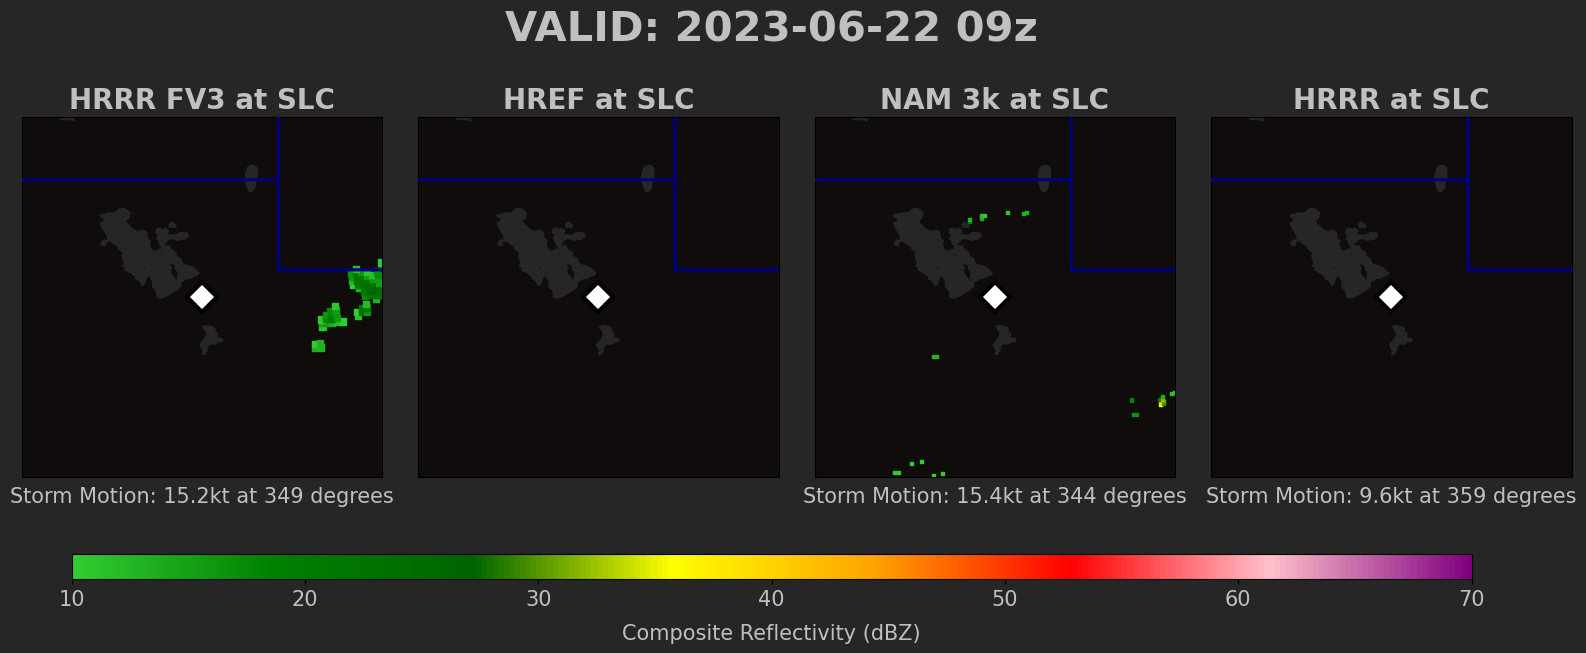 VALID: 2023-06-22 09z
HRRR FV3 at SLC
HREF at SLC
NAM 3k at SLC
HRRR at SLC
Storm Motion: 15.2kt at 349 degrees
Storm Motion: 15.4kt at 344 degrees
Storm Motion: 9.6kt at 359 degrees
10 20 30 40 50 60 70
Composite Reflectivity (dBZ)